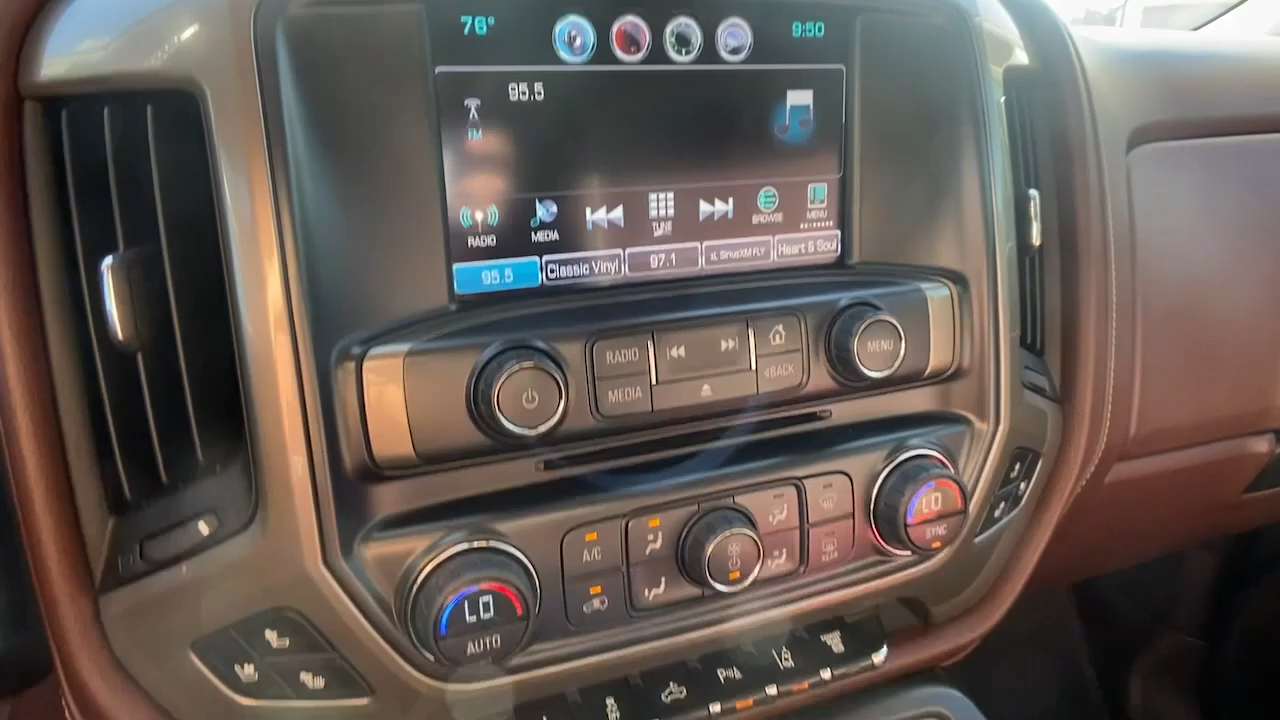 76° 9:50
95.5
FM
RADIO MEDIA TUNE BROWSE MENU
95.5 Classic Vinyl 97.1 SiriusXM FLY Heart & Soul
RADIO MENU
MEDIA BACK
A/C LO SYNC
REAR
LO
AUTO